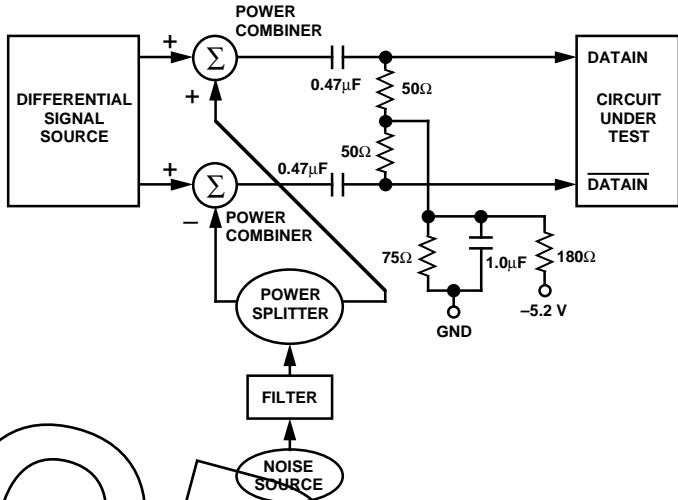 POWER
COMBINER
+
Σ
+
0.47µF
50Ω
DATAIN
DIFFERENTIAL
SIGNAL
SOURCE
CIRCUIT
UNDER
TEST
50Ω
0.47µF
+
Σ
–
POWER
COMBINER
D̅A̅T̅A̅I̅N̅
75Ω
1.0µF
180Ω
–5.2 V
GND
POWER
SPLITTER
FILTER
NOISE
SOURCE